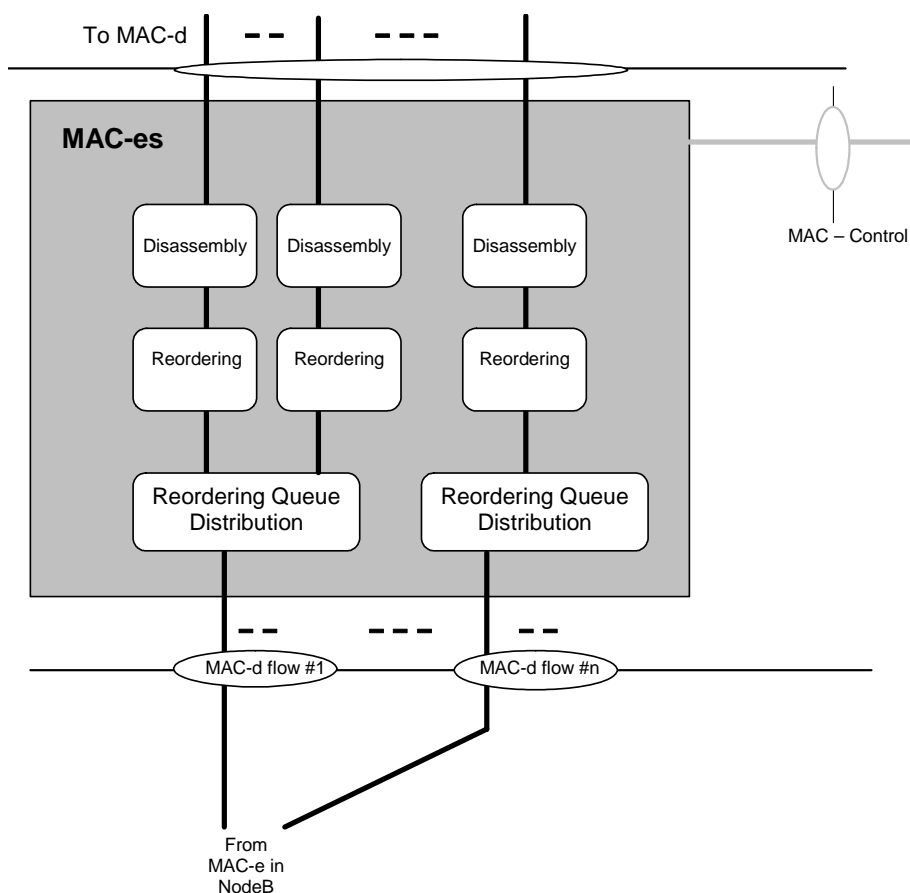 To MAC-d
MAC-es
Disassembly
Disassembly
Disassembly
MAC – Control
Reordering
Reordering
Reordering
Reordering Queue
Distribution
Reordering Queue
Distribution
MAC-d flow #1
MAC-d flow #n
From
MAC-e in
NodeB